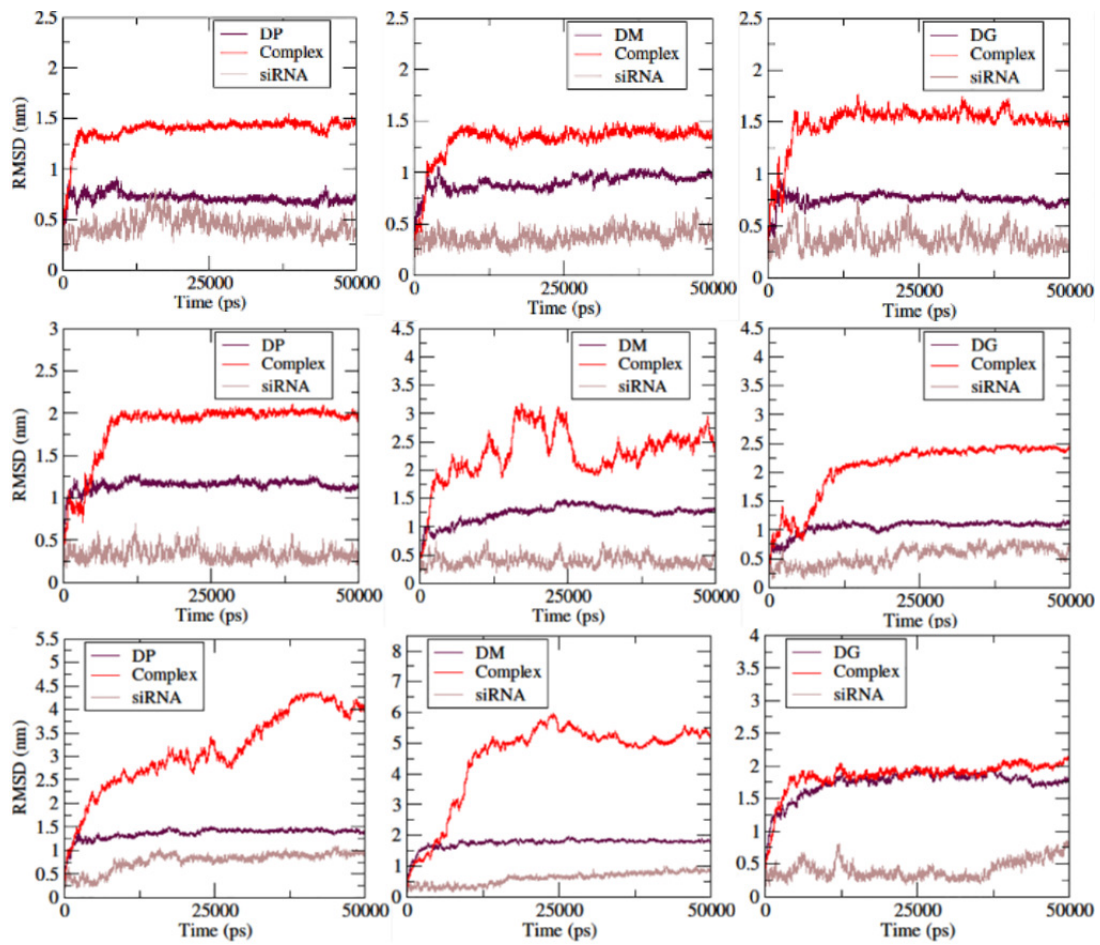 RMSD (nm)
2.5
2
1.5
1
0.5
0
DP
Complex
siRNA
0 25000 50000
Time (ps)
2.5
2
1.5
1
0.5
0
DM
Complex
siRNA
0 25000 50000
Time (ps)
2.5
2
1.5
1
0.5
0
DG
Complex
siRNA
0 25000 50000
Time (ps)
RMSD (nm)
3
2.5
2
1.5
1
0.5
0
DP
Complex
siRNA
0 25000 50000
Time (ps)
4.5
4
3.5
3
2.5
2
1.5
1
0.5
0
DM
Complex
siRNA
0 25000 50000
Time (ps)
4.5
4
3.5
3
2.5
2
1.5
1
0.5
0
DG
Complex
siRNA
0 25000 50000
Time (ps)
RMSD (nm)
5.5
5
4.5
4
3.5
3
2.5
2
1.5
1
0.5
0
DP
Complex
siRNA
0 25000 50000
Time (ps)
8
7
6
5
4
3
2
1
0
DM
Complex
siRNA
0 25000 50000
Time (ps)
4
3.5
3
2.5
2
1.5
1
0.5
0
DG
Complex
siRNA
0 25000 50000
Time (ps)